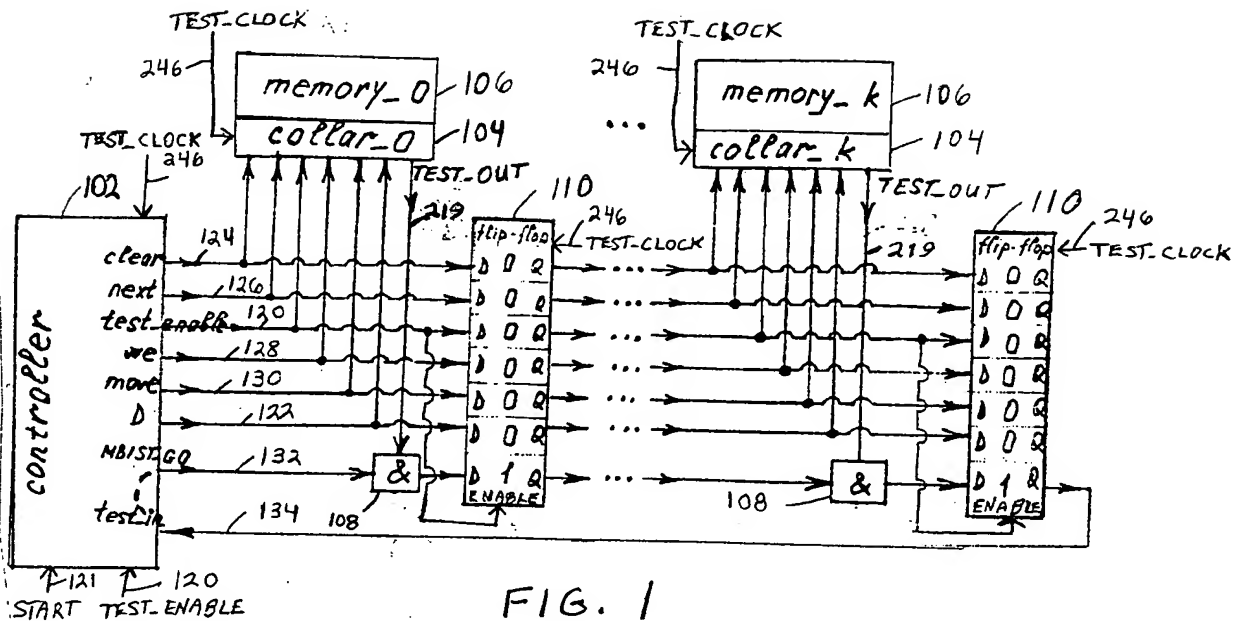 TEST_CLOCK
246
memory_0
106
collar_0
104
TEST_OUT
219
TEST_CLOCK
246
...
memory_k
106
collar_k
104
TEST_OUT
219
TEST_CLOCK
246
102
controller
clear
124
next
126
test_enable
120
we
128
move
130
D
122
MBIST_GO
132
test_in
134
&
108
110
flip-flop
246
TEST_CLOCK
D 0 Q
D 0 Q
D 0 Q
D 0 Q
D 0 Q
D 0 Q
D 1 Q
ENABLE
...
...
...
...
...
...
...
&
108
110
flip-flop
246
TEST_CLOCK
D 0 Q
D 0 Q
D 0 Q
D 0 Q
D 0 Q
D 0 Q
D 1 Q
ENABLE
121
120
START TEST_ENABLE
FIG. 1